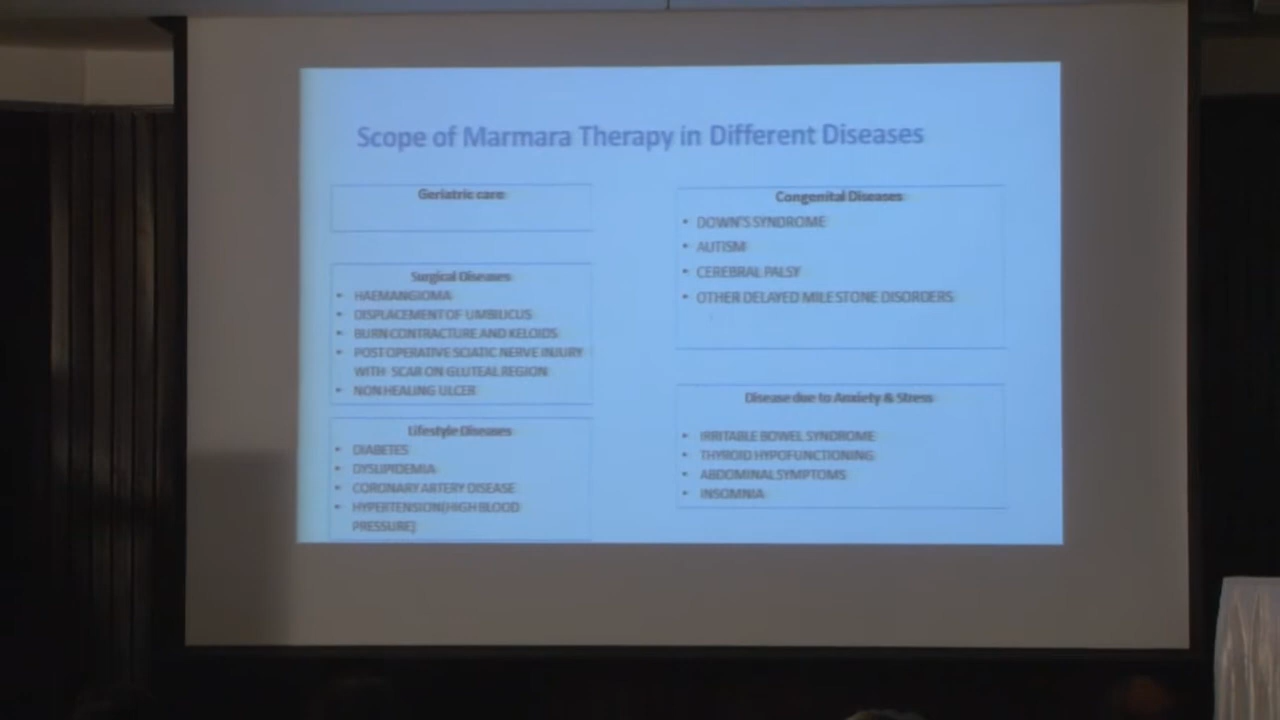 Scope of Marmara Therapy in Different Diseases
Geriatric care
Surgical Diseases
• HAEMANGIOMA
• DISPLACEMENT OF UMBILICUS
• BURN CONTRACTURE AND KELOIDS
• POST OPERATIVE SCIATIC NERVE INJURY
WITH SCAR ON GLUTEAL REGION
• NON HEALING ULCER
Lifestyle Diseases
• DIABETES
• DYSLIPIDEMIA
• CORONARY ARTERY DISEASE
• HYPERTENSION(HIGH BLOOD
PRESSURE)
Congenital Diseases
• DOWN'S SYNDROME
• AUTISM
• CEREBRAL PALSY
• OTHER DELAYED MILE STONE DISORDERS
Disease due to Anxiety & Stress
• IRRITABLE BOWEL SYNDROME
• THYROID HYPOFUNCTIONING
• ABDOMINAL SYMPTOMS
• INSOMNIA